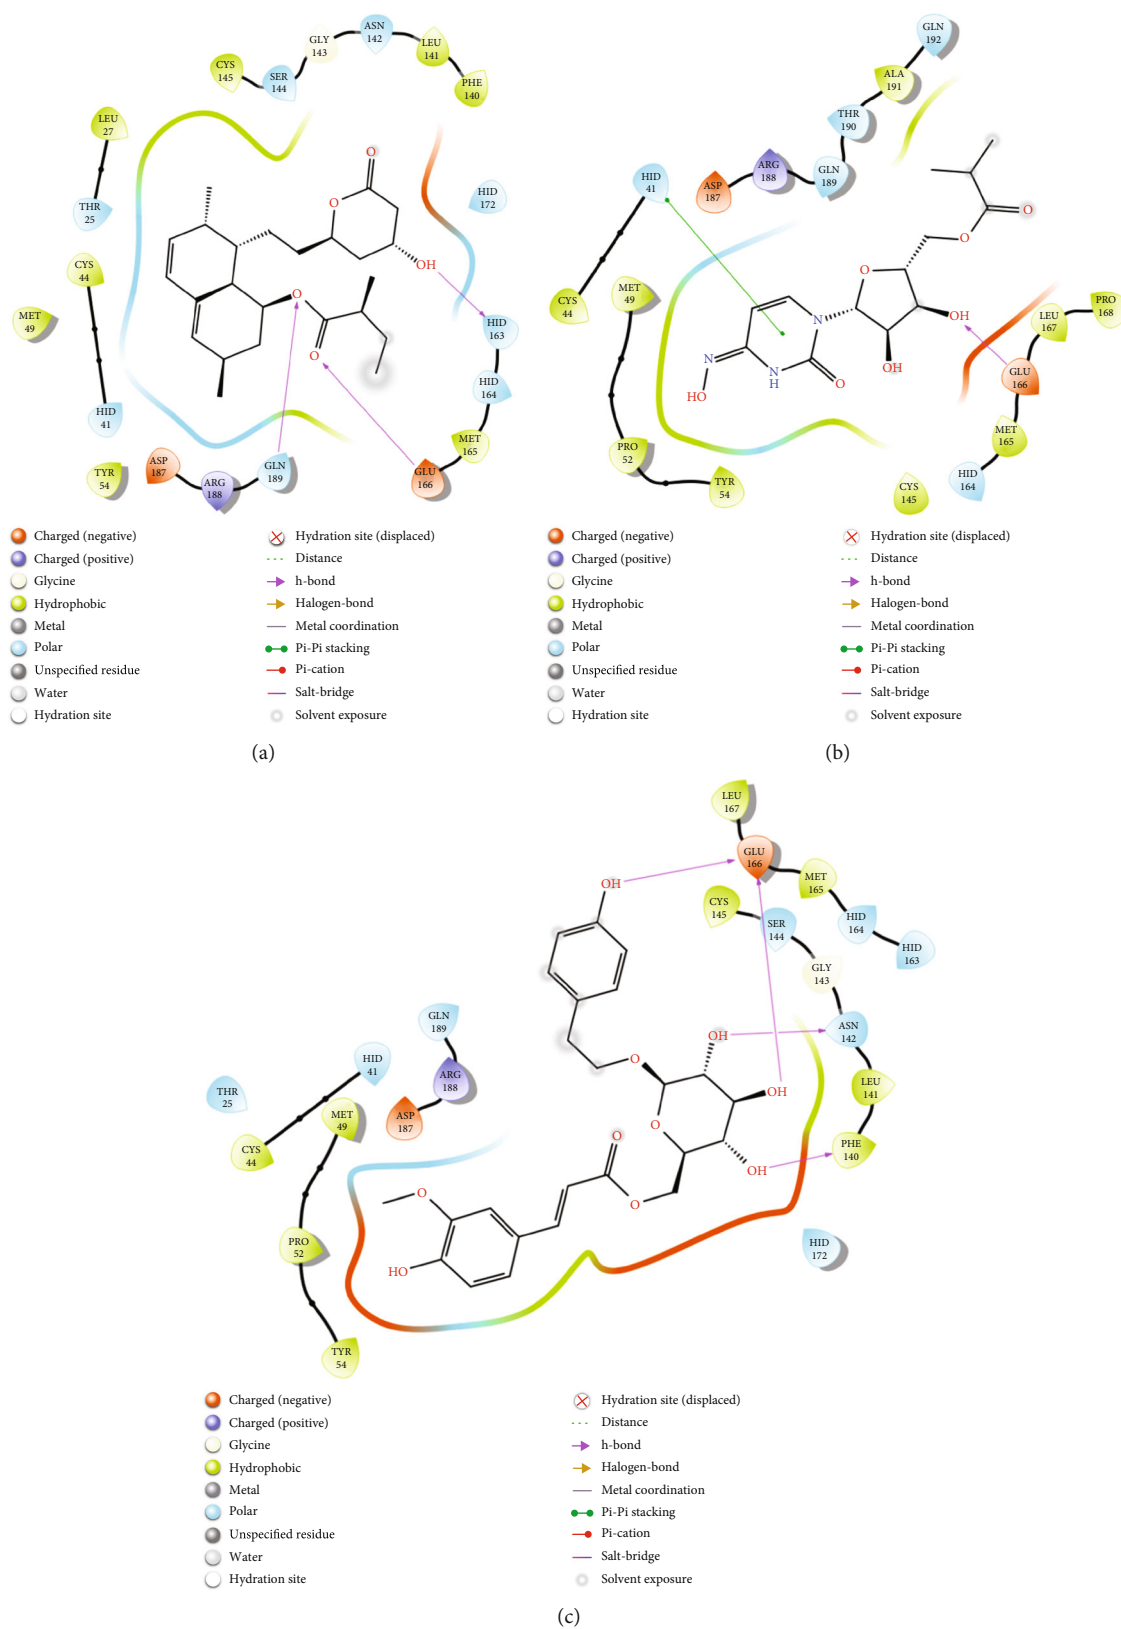 GLN
192
ASN
142
GLY
143
LEU
141
CYS
145
SER
144
PHE
140
LEU
27
HID
172
THR
25
CYS
44
MET
49
HID
163
HID
164
HID
41
MET
165
TYR
54
ASP
187
ARG
188
GLN
189
GLU
166
O
O
OH
O
O
ALA
191
THR
190
GLN
189
ARG
188
ASP
187
HID
41
CYS
44
MET
49
PRO
52
TYR
54
CYS
145
HID
164
MET
165
GLU
166
LEU
167
PRO
168
O
O
O
OH
OH
N
N
HO
N
H
O
Charged (negative)
Charged (positive)
Glycine
Hydrophobic
Metal
Polar
Unspecified residue
Water
Hydration site
Hydration site (displaced)
Distance
h-bond
Halogen-bond
Metal coordination
Pi-Pi stacking
Pi-cation
Salt-bridge
Solvent exposure
(a)
Charged (negative)
Charged (positive)
Glycine
Hydrophobic
Metal
Polar
Unspecified residue
Water
Hydration site
Hydration site (displaced)
Distance
h-bond
Halogen-bond
Metal coordination
Pi-Pi stacking
Pi-cation
Salt-bridge
Solvent exposure
(b)
LEU
167
GLU
166
MET
165
HID
164
HID
163
CYS
145
SER
144
GLY
143
ASN
142
LEU
141
PHE
140
HID
172
GLN
189
ARG
188
ASP
187
HID
41
THR
25
CYS
44
MET
49
PRO
52
TYR
54
OH
OH
O
OH
O
O
OH
O
O
HO
Charged (negative)
Charged (positive)
Glycine
Hydrophobic
Metal
Polar
Unspecified residue
Water
Hydration site
Hydration site (displaced)
Distance
h-bond
Halogen-bond
Metal coordination
Pi-Pi stacking
Pi-cation
Salt-bridge
Solvent exposure
(c)